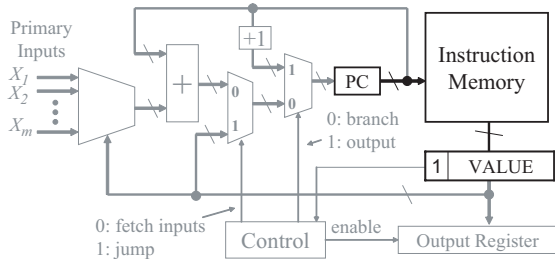 Primary
Inputs
X1
X2
Xm
+
+1
0
1
1
0
PC
Instruction
Memory
0: branch
1: output
1 VALUE
0: fetch inputs
1: jump
Control
enable
Output Register